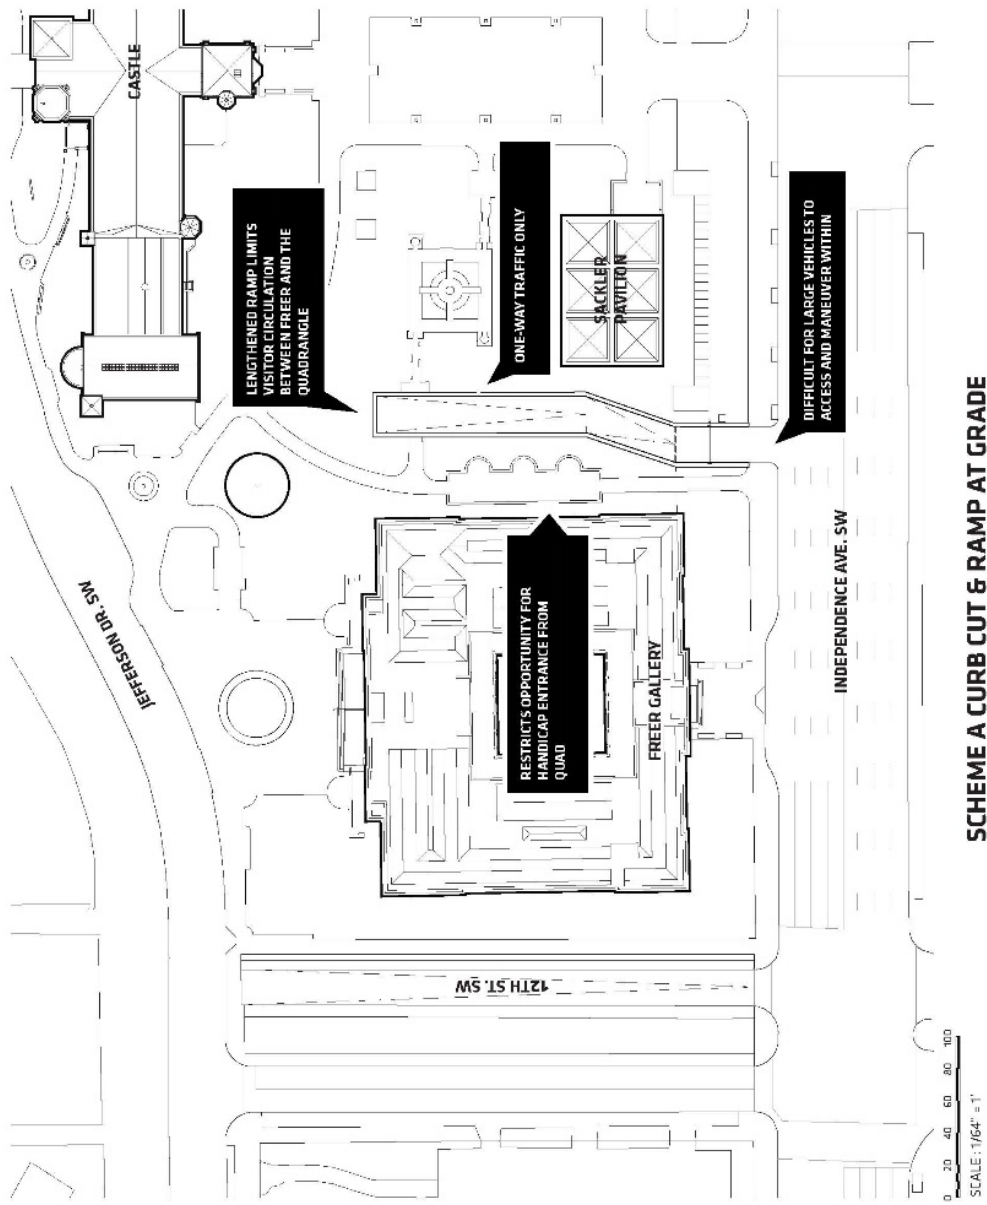 CASTLE
LENGTHENED RAMP LIMITS
VISITOR CIRCULATION
BETWEEN FREER AND THE
QUADRANGLE
ONE-WAY TRAFFIC ONLY
SACKLER
PAVILION
DIFFICULT FOR LARGE VEHICLES TO
ACCESS AND MANEUVER WITHIN
JEFFERSON DR. SW
RESTRICTS OPPORTUNITY FOR
HANDICAP ENTRANCE FROM
QUAD
FREER GALLERY
INDEPENDENCE AVE. SW
12TH ST. SW
0 20 40 60 80 100
SCALE : 1/64" = 1'
SCHEME A CURB CUT & RAMP AT GRADE